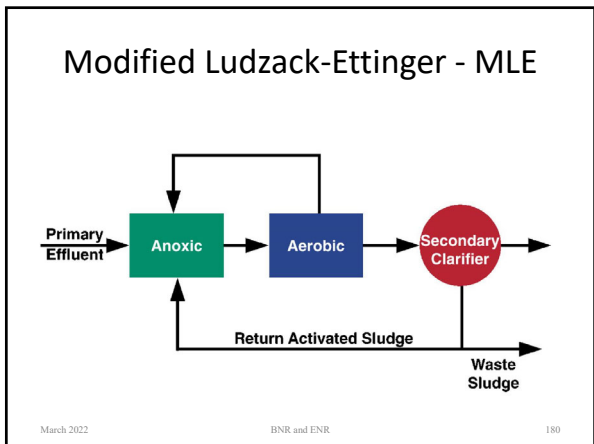 Modified Ludzack-Ettinger - MLE
Primary
Effluent
Anoxic
Aerobic
Secondary
Clarifier
Return Activated Sludge
Waste
Sludge
March 2022
BNR and ENR
180